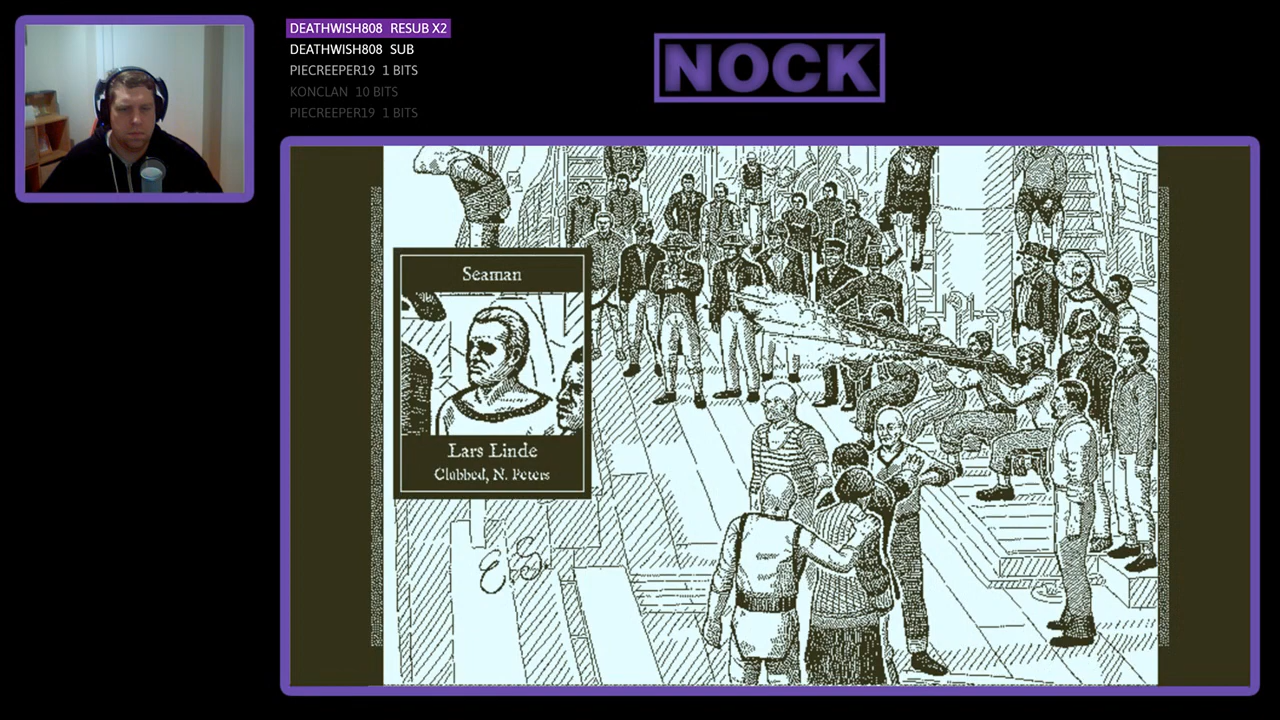 DEATHWISH808 RESUB X2
DEATHWISH808 SUB
PIECREEPER19 1 BITS
KONCLAN 10 BITS
PIECREEPER19 1 BITS
NOCK
Seaman
Lars Linde
Clubbed, N. Peters